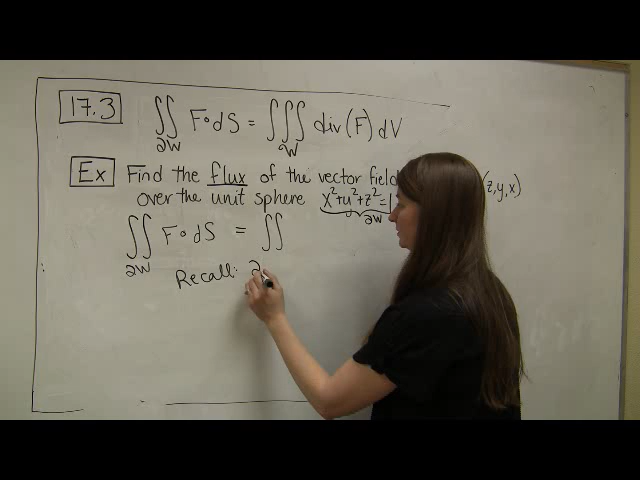 17.3 ∬ F∘dS = ∭ div(F) dV
∂W W
Ex Find the flux of the vector field (z,y,x)
over the unit sphere x²+u²+z²=1
∂W
∬ F∘dS = ∬
∂W
Recall: ∂